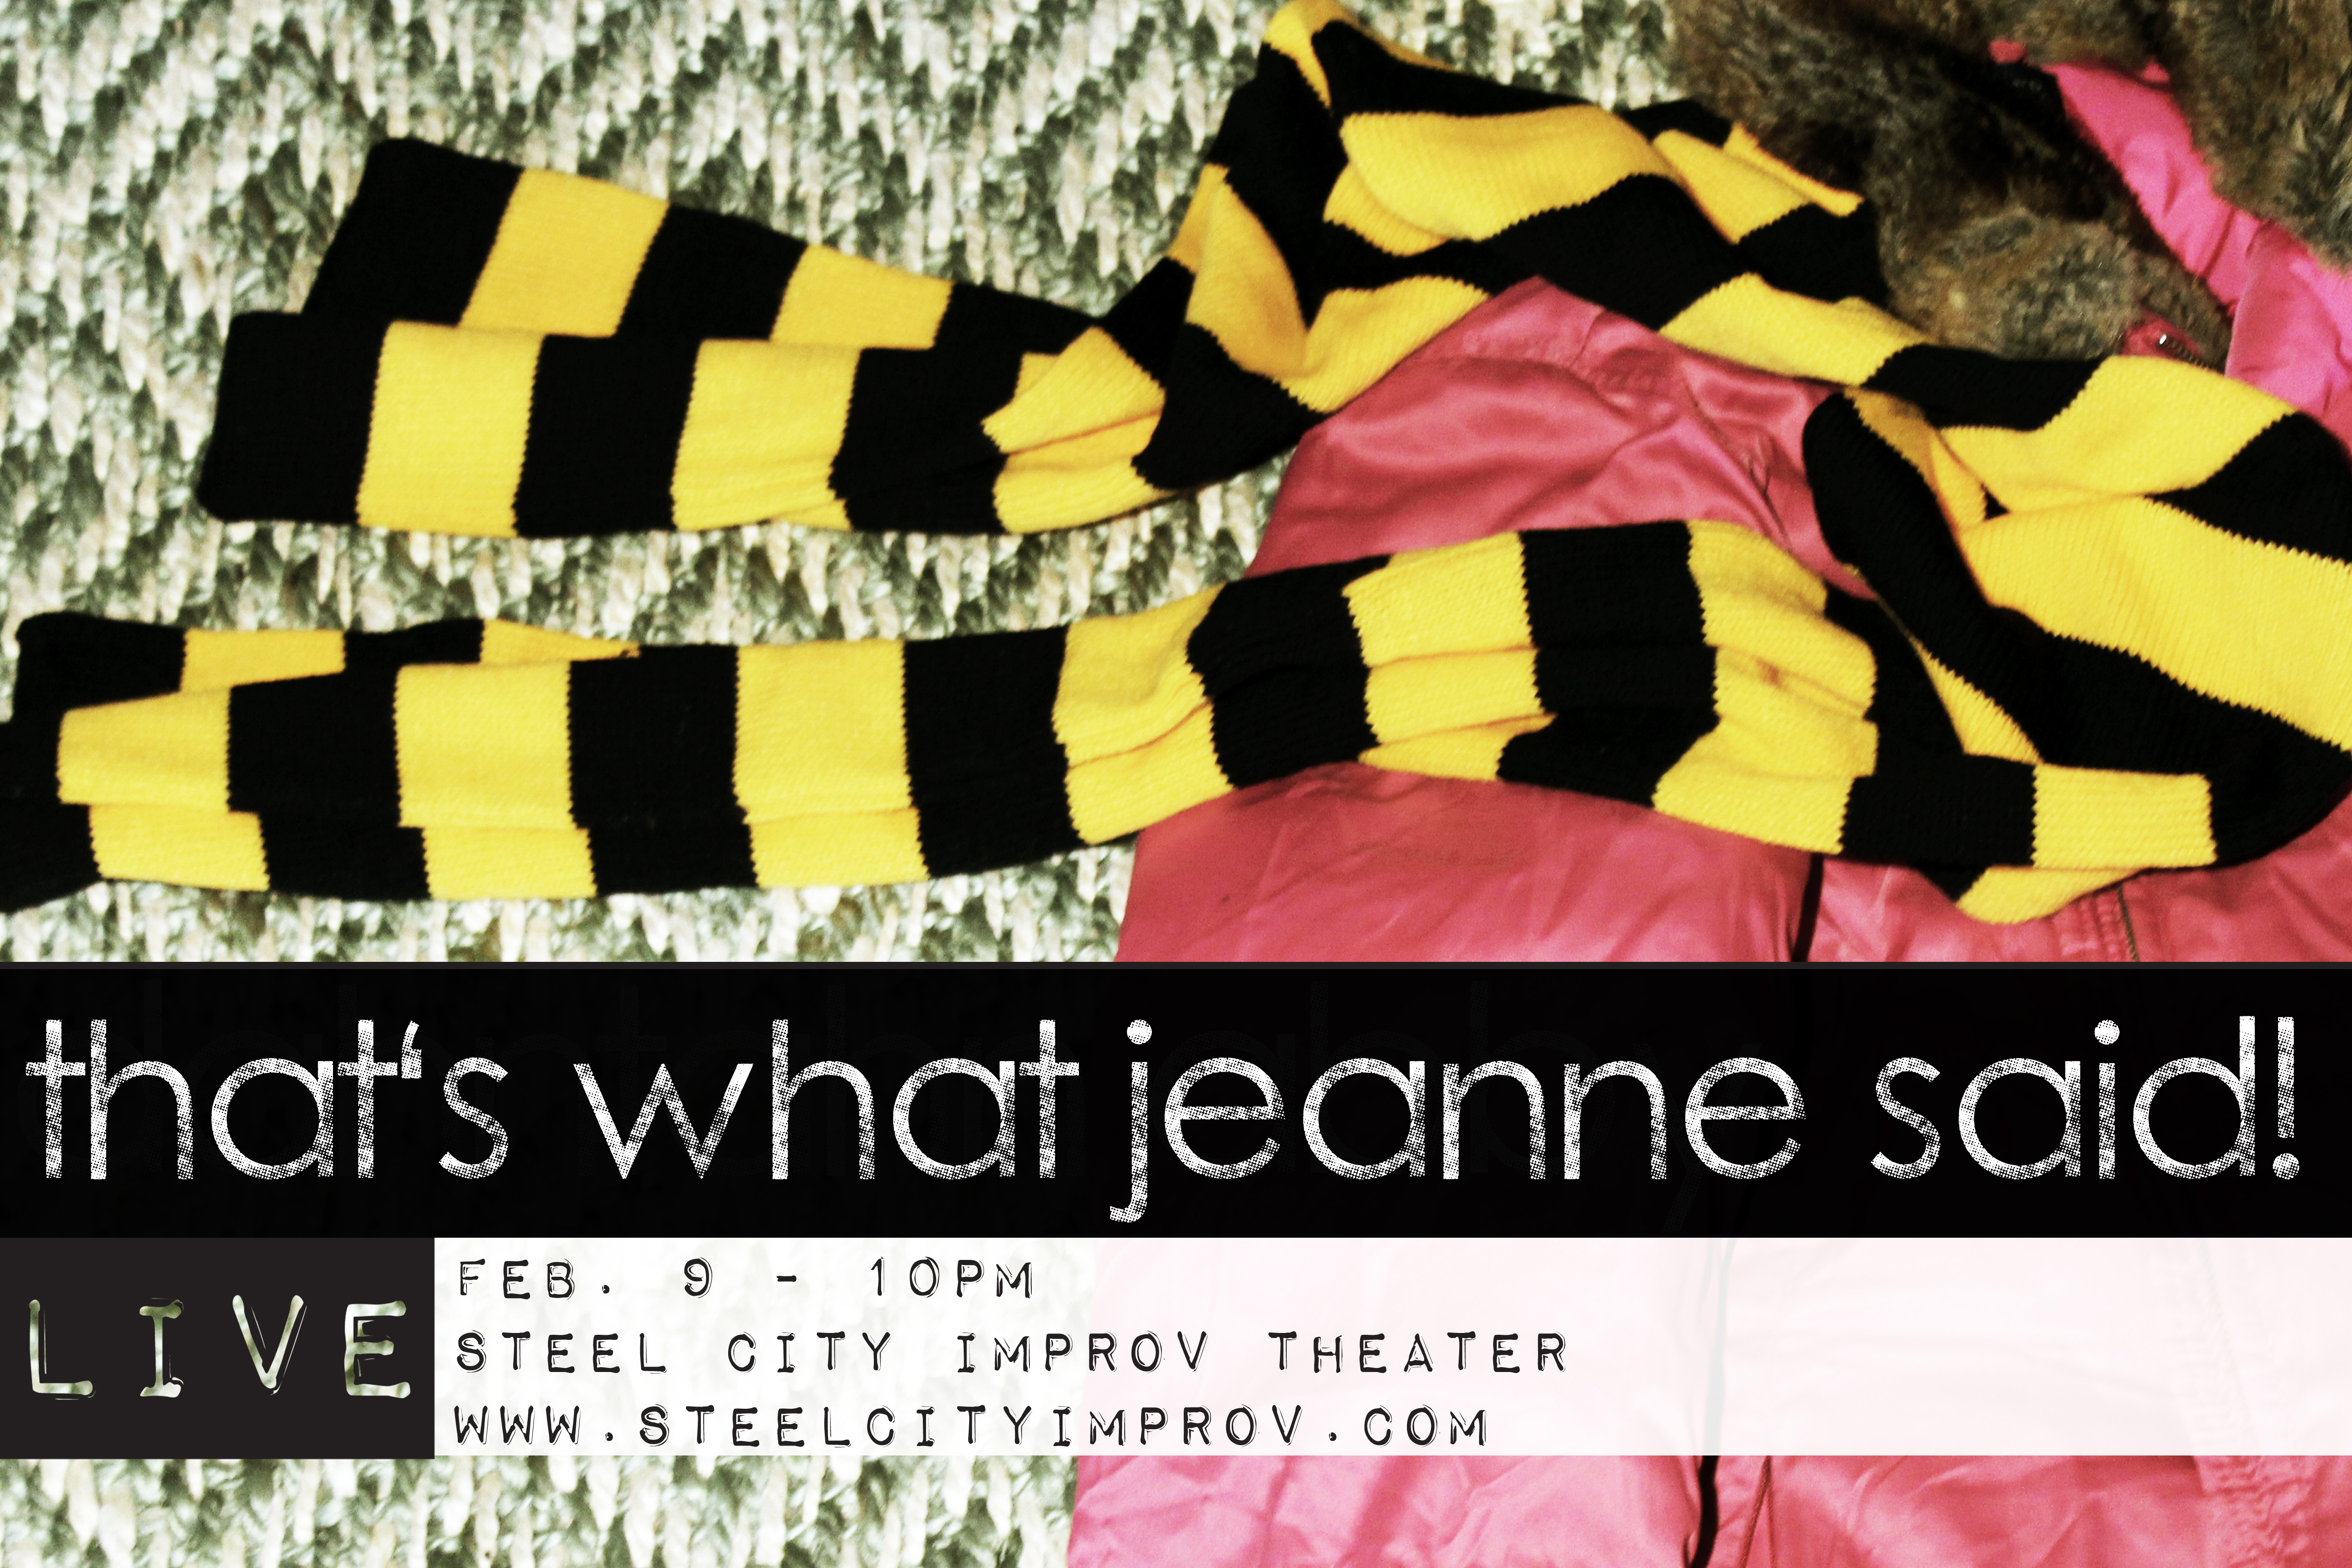 that's what jeanne said!
LIVE
FEB. 9 - 10PM
STEEL CITY IMPROV THEATER
WWW.STEELCITYIMPROV.COM